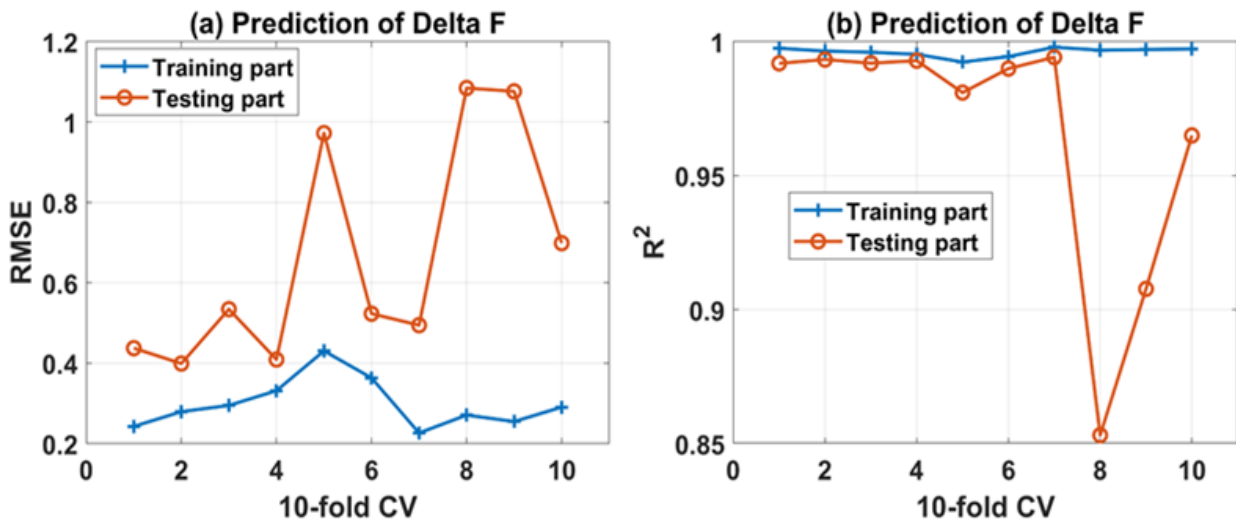 (a) Prediction of Delta F
1.2
1
0.8
0.6
0.4
0.2
RMSE
Training part
Testing part
0 2 4 6 8 10
10-fold CV
(b) Prediction of Delta F
1
0.95
0.9
0.85
R²
Training part
Testing part
0 2 4 6 8 10
10-fold CV